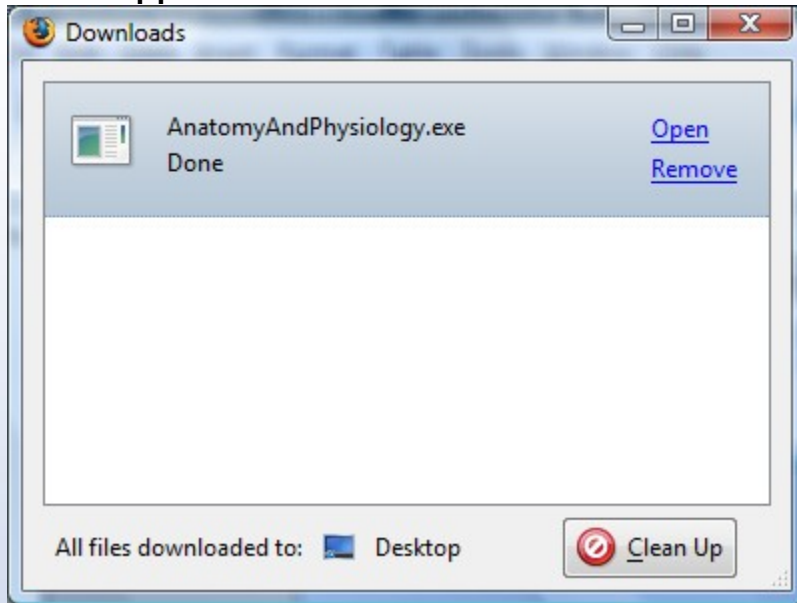 Downloads
AnatomyAndPhysiology.exe
Open
Done
Remove
All files downloaded to:
Desktop
Clean Up